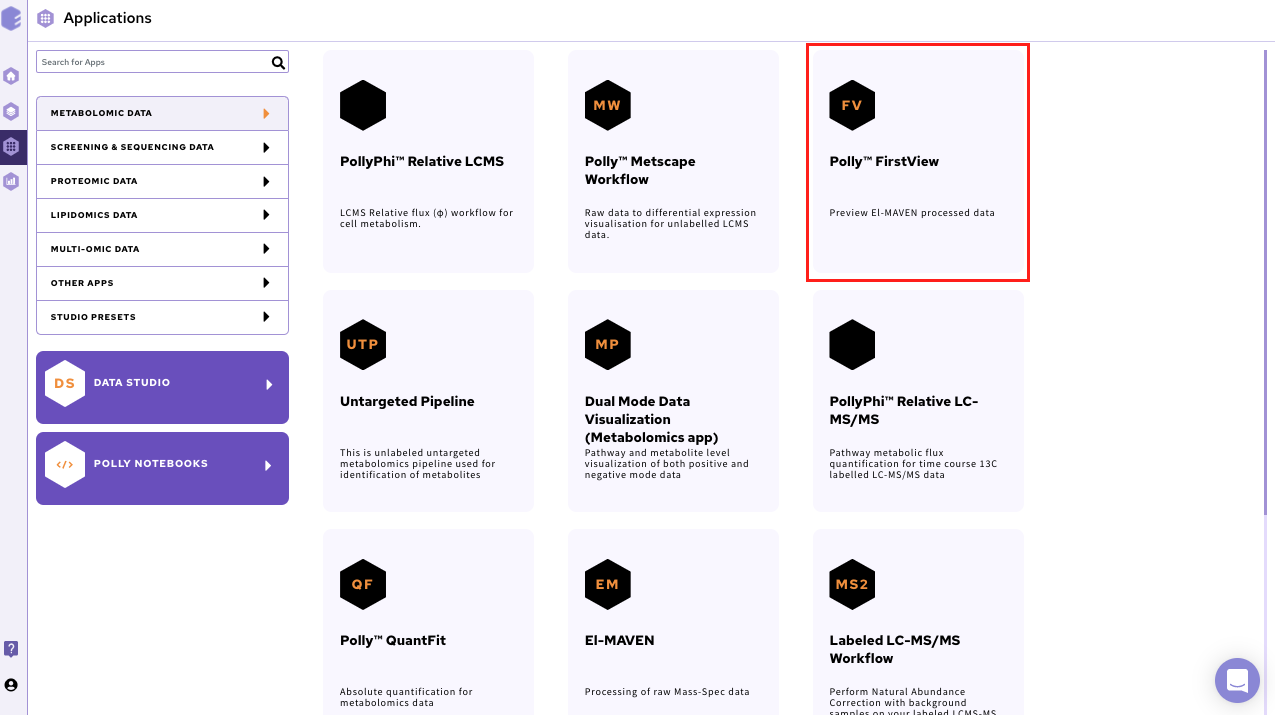 Applications
Search for Apps
METABOLOMIC DATA
SCREENING & SEQUENCING DATA
PROTEOMIC DATA
LIPIDOMICS DATA
MULTI-OMIC DATA
OTHER APPS
STUDIO PRESETS
DS DATA STUDIO
</> POLLY NOTEBOOKS
PollyPhi™ Relative LCMS
LCMS Relative flux (ϕ) workflow for
cell metabolism.
MW
Polly™ Metscape
Workflow
Raw data to differential expression
visualisation for unlabelled LCMS
data.
FV
Polly™ FirstView
Preview El-MAVEN processed data
UTP
Untargeted Pipeline
This is unlabeled untargeted
metabolomics pipeline used for
identification of metabolites
MP
Dual Mode Data
Visualization
(Metabolomics app)
Pathway and metabolite level
visualization of both positive and
negative mode data
PollyPhi™ Relative LC-
MS/MS
Pathway metabolic flux
quantification for time course 13C
labelled LC-MS/MS data
QF
Polly™ QuantFit
Absolute quantification for
metabolomics data
EM
El-MAVEN
Processing of raw Mass-Spec data
MS2
Labeled LC-MS/MS
Workflow
Perform Natural Abundance
Correction with background
samples on your labeled LCMS-MS
?